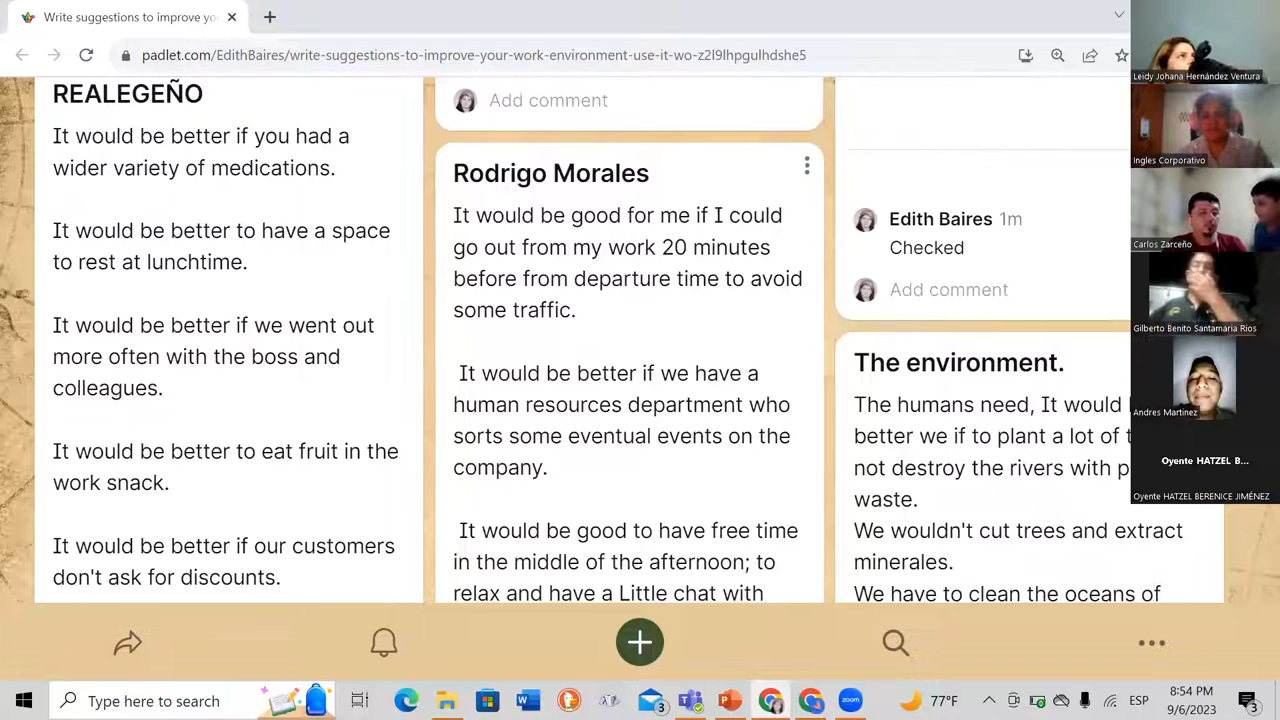 Write suggestions to improve yo
padlet.com/EdithBaires/write-suggestions-to-improve-your-work-environment-use-it-wo-z2l9lhpgulhdshe5
REALEGEÑO
It would be better if you had a
wider variety of medications.
It would be better to have a space
to rest at lunchtime.
It would be better if we went out
more often with the boss and
colleagues.
It would be better to eat fruit in the
work snack.
It would be better if our customers
don't ask for discounts.
Add comment
Rodrigo Morales
It would be good for me if I could
go out from my work 20 minutes
before from departure time to avoid
some traffic.
It would be better if we have a
human resources department who
sorts some eventual events on the
company.
It would be good to have free time
in the middle of the afternoon; to
relax and have a Little chat with
Edith Baires 1m
Checked
Add comment
The environment.
The humans need, It would
better we if to plant a lot of
not destroy the rivers with
waste.
We wouldn't cut trees and extract
minerales.
We have to clean the oceans of
Leidy Johana Hernández Ventura
Ingles Corporativo
Carlos Zarceño
Gilberto Benito Santamaria Rios
Andres Martinez
Oyente HATZEL B...
Oyente HATZEL BERENICE JIMÉNEZ
Type here to search
3
77°F
ESP
8:54 PM
9/6/2023
3